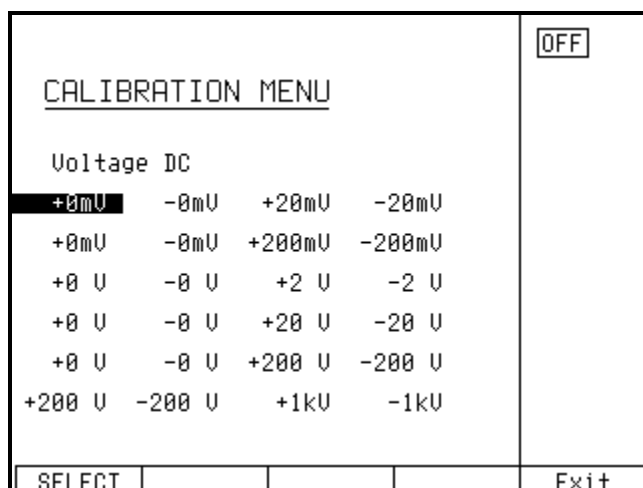 OFF
CALIBRATION MENU
Voltage DC
+0mV -0mV +20mV -20mV
+0mV -0mV +200mV -200mV
+0 V -0 V +2 V -2 V
+0 V -0 V +20 V -20 V
+0 V -0 V +200 V -200 V
+200 V -200 V +1kV -1kV
SELECT Exit